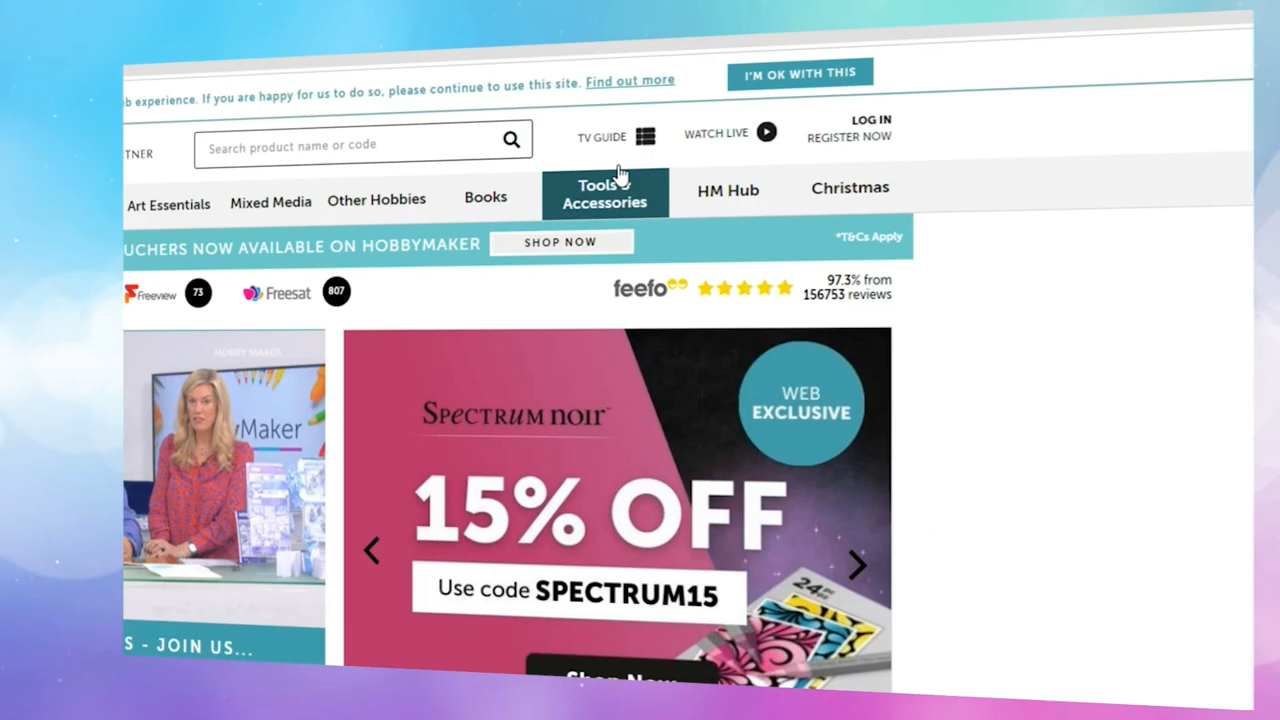 b experience. If you are happy for us to do so, please continue to use this site. Find out more
I'M OK WITH THIS
TNER
Search product name or code
TV GUIDE
WATCH LIVE
LOG IN
REGISTER NOW
Art Essentials
Mixed Media
Other Hobbies
Books
Tools &
Accessories
HM Hub
Christmas
UCHERS NOW AVAILABLE ON HOBBYMAKER
SHOP NOW
*T&Cs Apply
Freeview
73
Freesat
807
feefo
97.3% from
156753 reviews
HOBBY MAKER
yMaker
SPECTRUM NOIR
WEB
EXCLUSIVE
15% OFF
Use code SPECTRUM15
24PC
S - JOIN US...
Shop Now